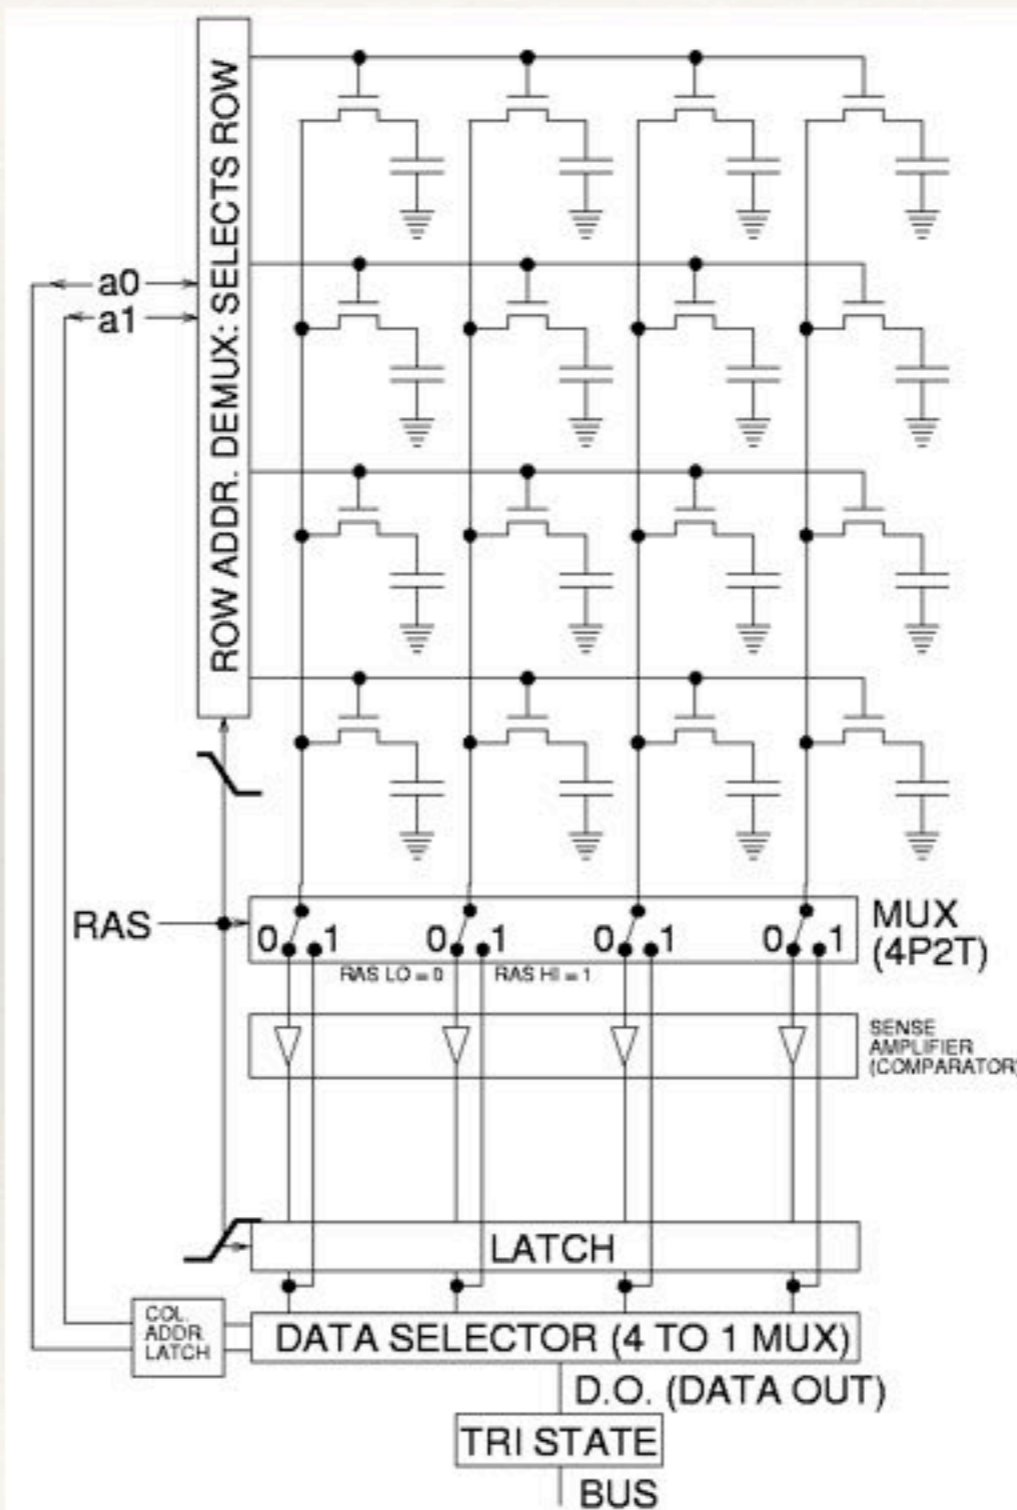 ROW ADDR. DEMUX: SELECTS ROW
a0
a1
RAS
0 1 0 1 0 1 0 1
RAS LO = 0 RAS HI = 1
MUX
(4P2T)
SENSE
AMPLIFIER
(COMPARATOR)
LATCH
COL.
ADDR.
LATCH
DATA SELECTOR (4 TO 1 MUX)
D.O. (DATA OUT)
TRI STATE
BUS